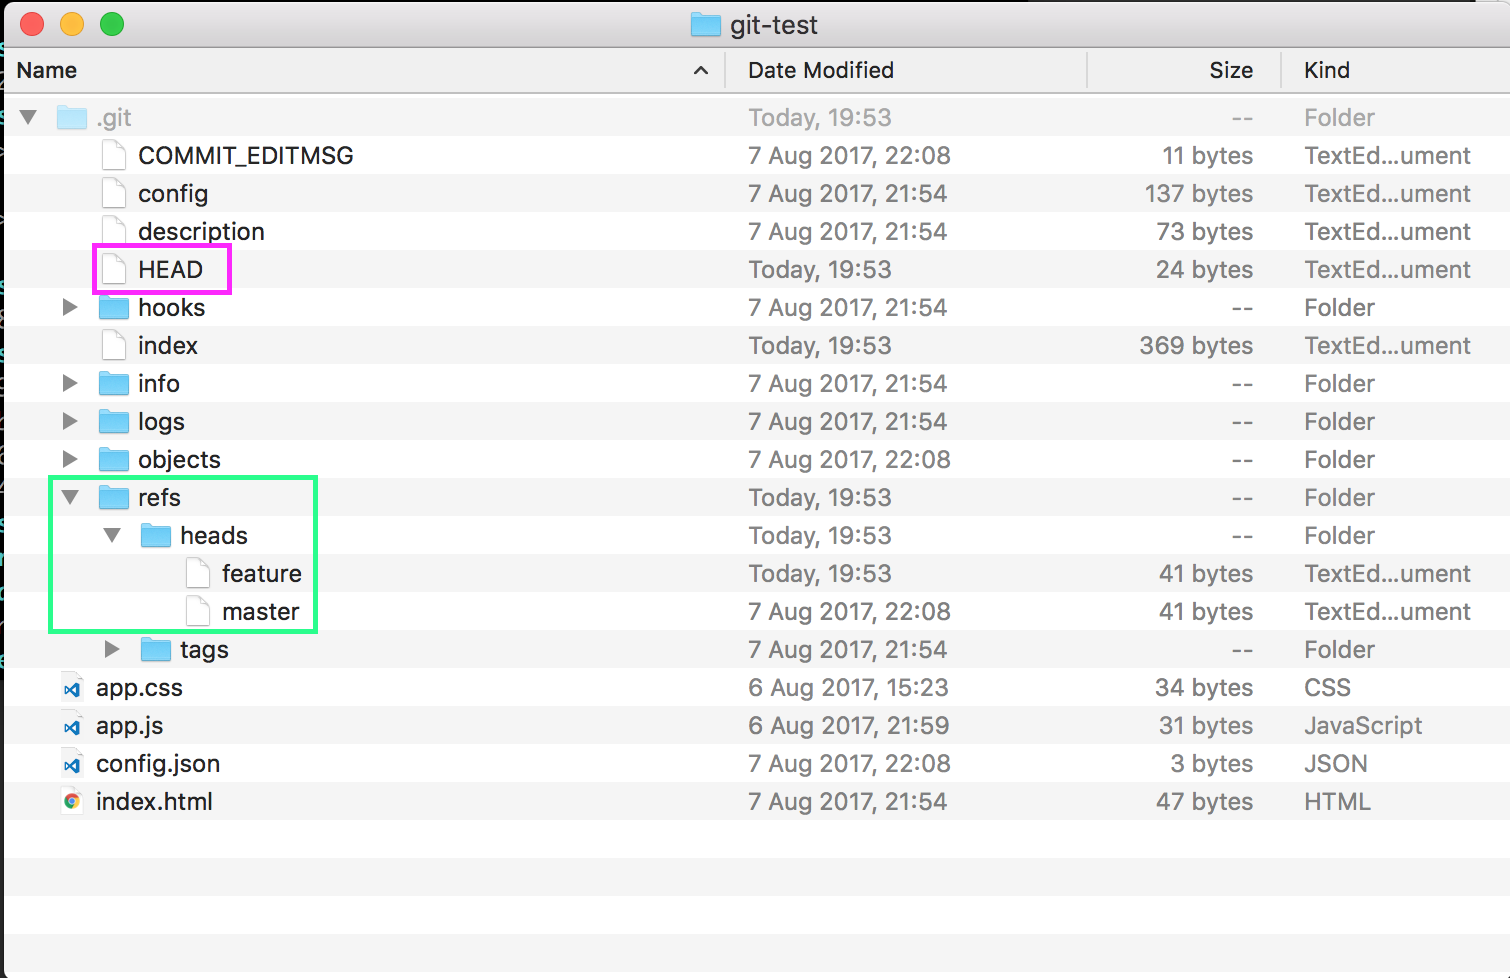 git-test
Name Date Modified Size Kind
.git Today, 19:53 -- Folder
COMMIT_EDITMSG 7 Aug 2017, 22:08 11 bytes TextEd...ument
config 7 Aug 2017, 21:54 137 bytes TextEd...ument
description 7 Aug 2017, 21:54 73 bytes TextEd...ument
HEAD Today, 19:53 24 bytes TextEd...ument
hooks 7 Aug 2017, 21:54 -- Folder
index Today, 19:53 369 bytes TextEd...ument
info 7 Aug 2017, 21:54 -- Folder
logs 7 Aug 2017, 21:54 -- Folder
objects 7 Aug 2017, 22:08 -- Folder
refs Today, 19:53 -- Folder
heads Today, 19:53 -- Folder
feature Today, 19:53 41 bytes TextEd...ument
master 7 Aug 2017, 22:08 41 bytes TextEd...ument
tags 7 Aug 2017, 21:54 -- Folder
app.css 6 Aug 2017, 15:23 34 bytes CSS
app.js 6 Aug 2017, 21:59 31 bytes JavaScript
config.json 7 Aug 2017, 22:08 3 bytes JSON
index.html 7 Aug 2017, 21:54 47 bytes HTML